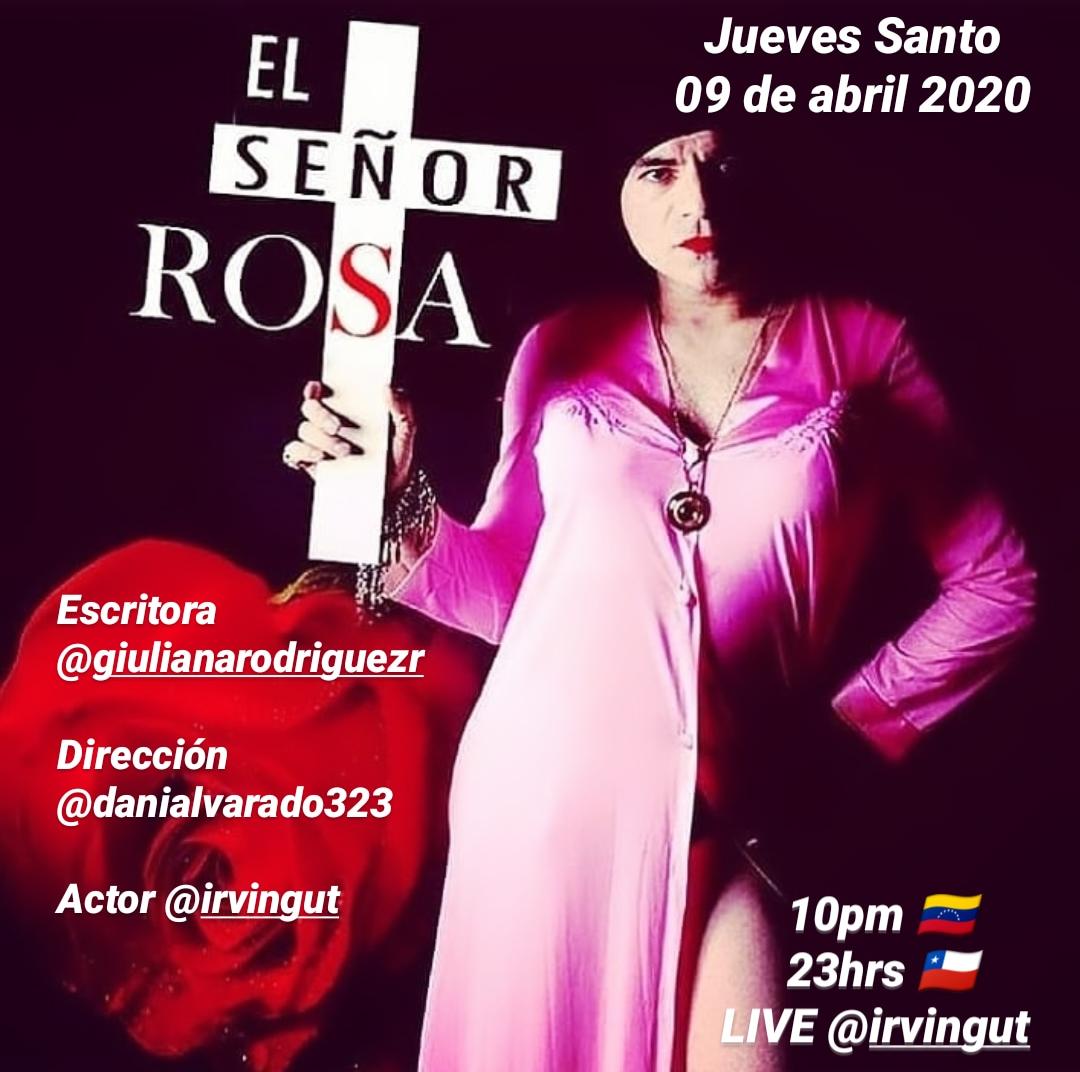 EL
SEÑOR
ROSA
Jueves Santo
09 de abril 2020
Escritora
@giulianarodriguezr
Dirección
@danialvarado323
Actor @irvingut
10pm 🇻🇪
23hrs 🇨🇱
LIVE @irvingut